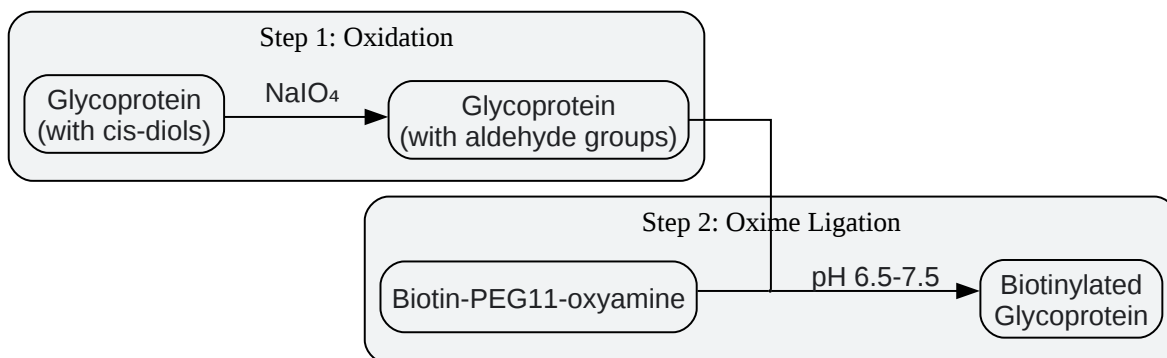 Step 1: Oxidation
Glycoprotein
(with cis-diols)
NaIO₄
Glycoprotein
(with aldehyde groups)
Step 2: Oxime Ligation
Biotin-PEG11-oxyamine
pH 6.5-7.5
Biotinylated
Glycoprotein